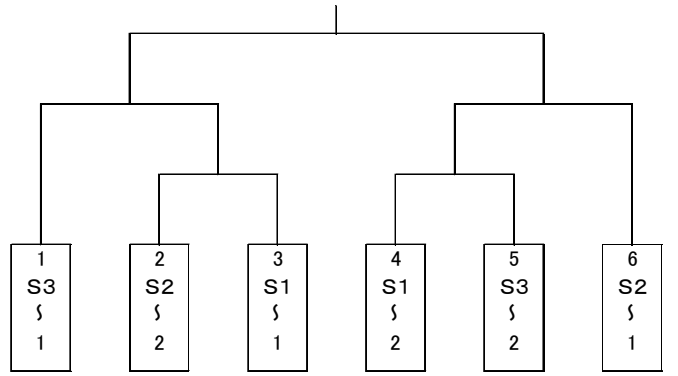 1 2 3 4 5 6
S3 S2 S1 S1 S3 S2
〜 〜 〜 〜 〜 〜
1 2 1 2 2 1